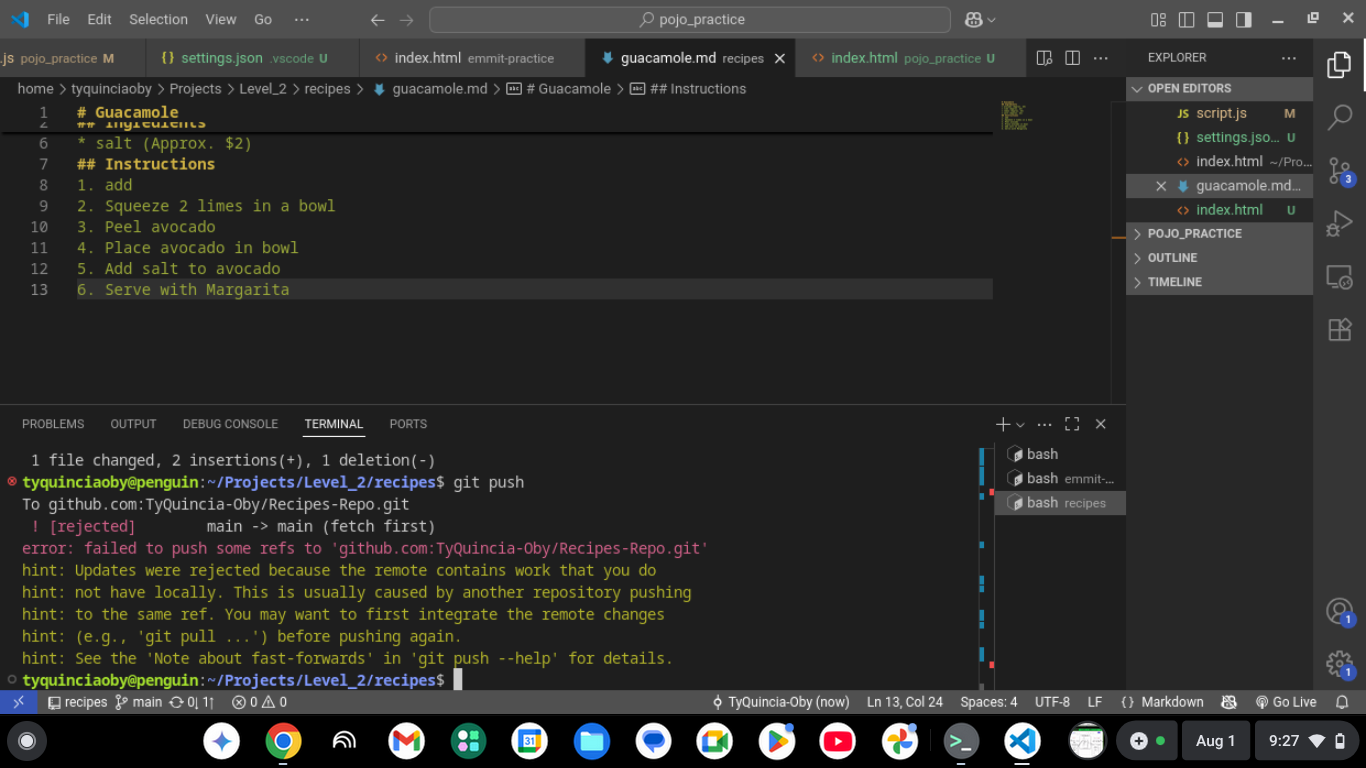 File Edit Selection View Go ··· pojo_practice
.js pojo_practice M {} settings.json .vscode U <> index.html emmit-practice guacamole.md recipes <> index.html pojo_practice U ···
home > tyquinciaoby > Projects > Level_2 > recipes > guacamole.md > # Guacamole > ## Instructions
1 # Guacamole
2 ## Ingredients
6 * salt (Approx. $2)
7 ## Instructions
8 1. add
9 2. Squeeze 2 limes in a bowl
10 3. Peel avocado
11 4. Place avocado in bowl
12 5. Add salt to avocado
13 6. Serve with Margarita
EXPLORER ···
OPEN EDITORS
JS script.js M
{} settings.jso... U
<> index.html ~/Pro...
guacamole.md...
<> index.html U
POJO_PRACTICE
OUTLINE
TIMELINE
3
1
1
PROBLEMS OUTPUT DEBUG CONSOLE TERMINAL PORTS
1 file changed, 2 insertions(+), 1 deletion(-)
tyquinciaoby@penguin:~/Projects/Level_2/recipes$ git push
To github.com:TyQuincia-Oby/Recipes-Repo.git
! [rejected] main -> main (fetch first)
error: failed to push some refs to 'github.com:TyQuincia-Oby/Recipes-Repo.git'
hint: Updates were rejected because the remote contains work that you do
hint: not have locally. This is usually caused by another repository pushing
hint: to the same ref. You may want to first integrate the remote changes
hint: (e.g., 'git pull ...') before pushing again.
hint: See the 'Note about fast-forwards' in 'git push --help' for details.
tyquinciaoby@penguin:~/Projects/Level_2/recipes$
bash
bash emmit-...
bash recipes
recipes main 0↓ 1↑ 0 0 TyQuincia-Oby (now) Ln 13, Col 24 Spaces: 4 UTF-8 LF {} Markdown Go Live
31 Aug 1 9:27